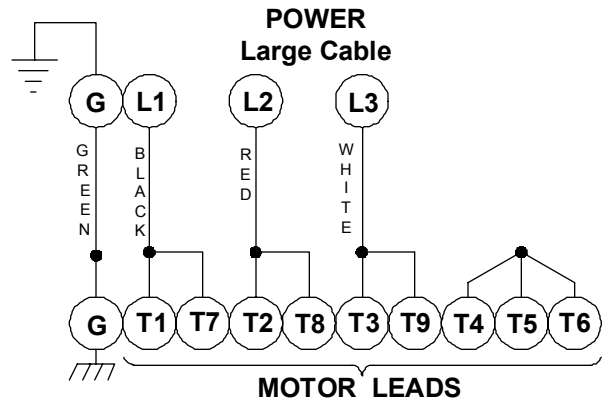 POWER
Large Cable
G L1 L2 L3
GREEN
BLACK
RED
WHITE
G T1 T7 T2 T8 T3 T9 T4 T5 T6
MOTOR LEADS